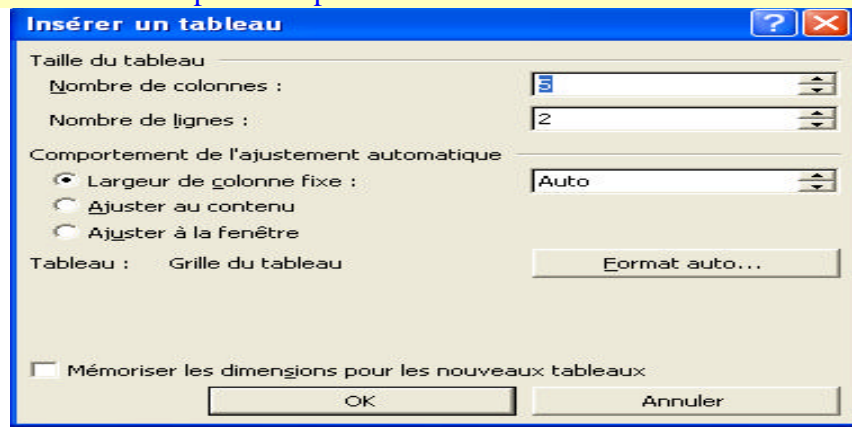 Insérer un tableau
Taille du tableau
Nombre de colonnes : 5
Nombre de lignes : 2
Comportement de l'ajustement automatique
Largeur de colonne fixe : Auto
Ajuster au contenu
Ajuster à la fenêtre
Tableau : Grille du tableau Format auto...
Mémoriser les dimensions pour les nouveaux tableaux
OK Annuler